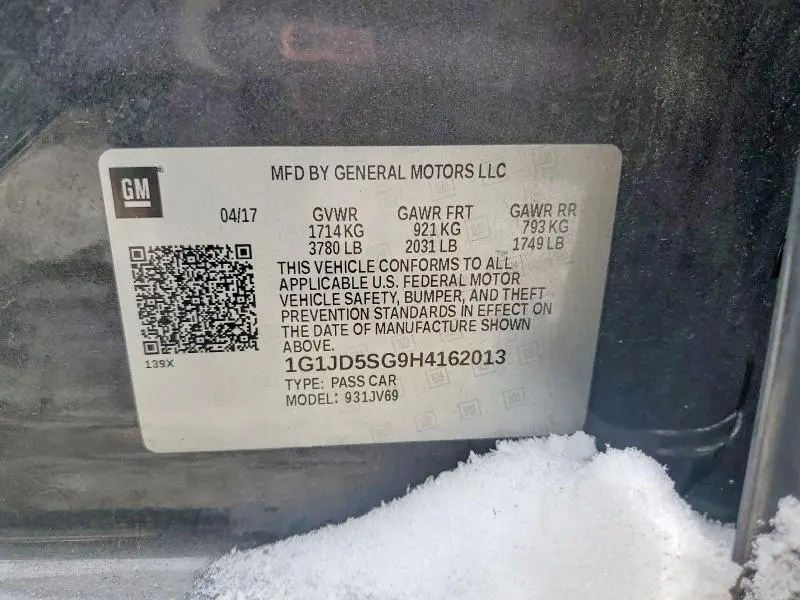 MFD BY GENERAL MOTORS LLC
GM
04/17 GVWR GAWR FRT GAWR RR
1714 KG 921 KG 793 KG
3780 LB 2031 LB 1749 LB
THIS VEHICLE CONFORMS TO ALL
APPLICABLE U.S. FEDERAL MOTOR
VEHICLE SAFETY, BUMPER, AND THEFT
PREVENTION STANDARDS IN EFFECT ON
THE DATE OF MANUFACTURE SHOWN
ABOVE.
139X
1G1JD5SG9H4162013
TYPE: PASS CAR
MODEL: 931JV69